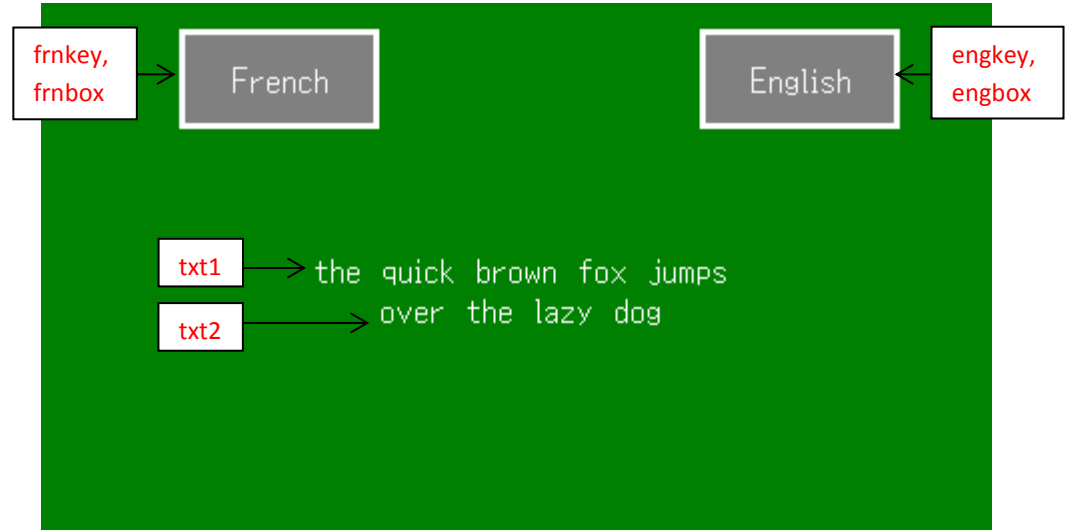 frnkey,
frnbox
French
English
engkey,
engbox
txt1
the quick brown fox jumps
txt2
over the lazy dog